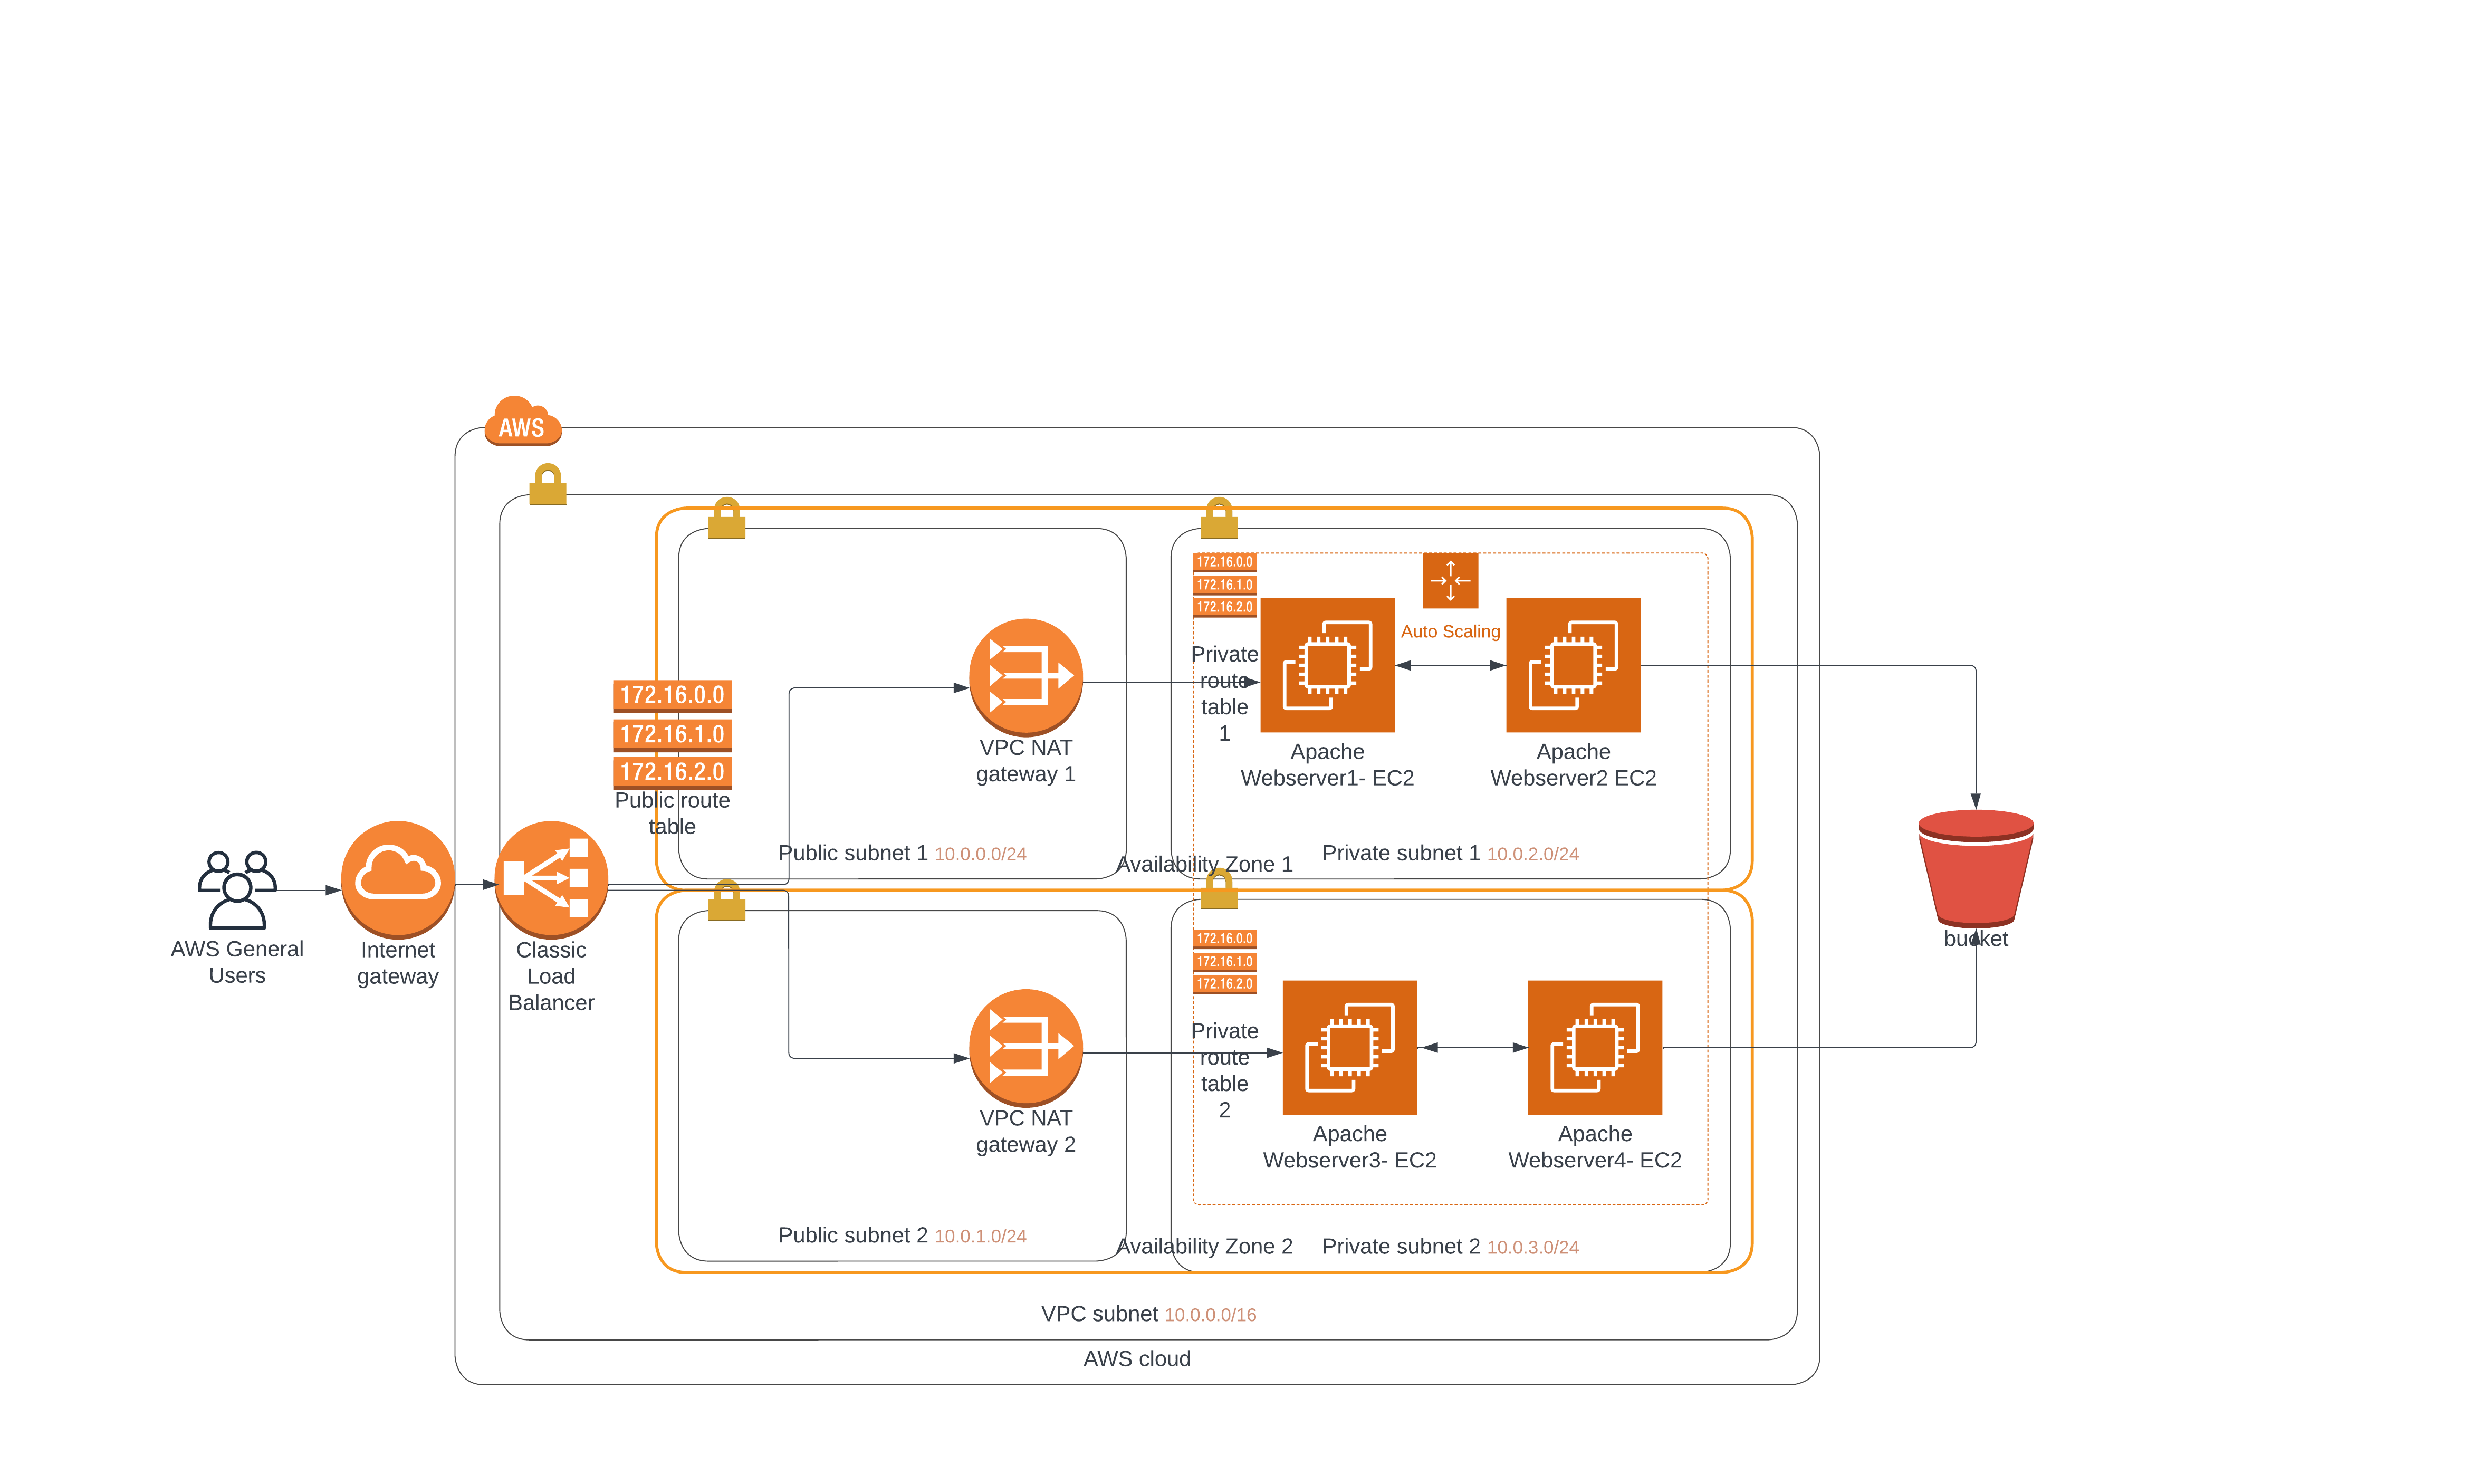 AWS
172.16.0.0
172.16.1.0
172.16.2.0
Auto Scaling
Private
route
table
1
172.16.0.0
172.16.1.0
172.16.2.0
Public route
table
VPC NAT
gateway 1
Apache
Webserver1- EC2
Apache
Webserver2 EC2
Public subnet 1 10.0.0.0/24
Availability Zone 1
Private subnet 1 10.0.2.0/24
AWS General
Users
Internet
gateway
Classic
Load
Balancer
bucket
172.16.0.0
172.16.1.0
172.16.2.0
Private
route
table
2
VPC NAT
gateway 2
Apache
Webserver3- EC2
Apache
Webserver4- EC2
Public subnet 2 10.0.1.0/24
Availability Zone 2
Private subnet 2 10.0.3.0/24
VPC subnet 10.0.0.0/16
AWS cloud